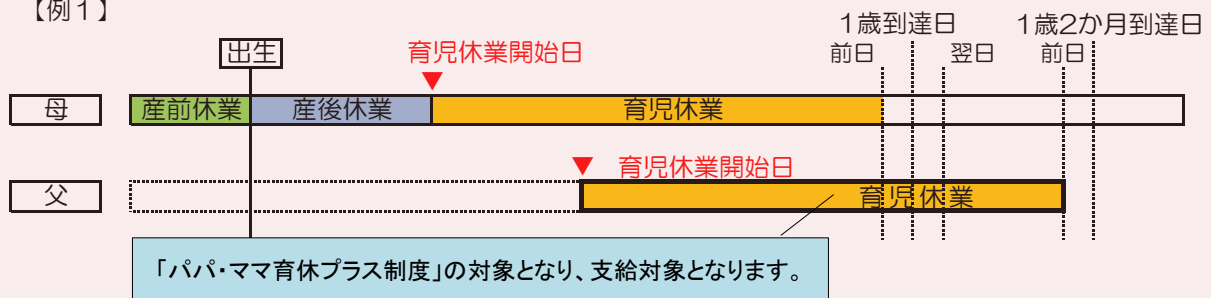 【例1】
1歳到達日
1歳2か月到達日
出生
育児休業開始日
前日
翌日
前日
母
産前休業
産後休業
育児休業
育児休業開始日
父
育児休業
「パパ・ママ育休プラス制度」の対象となり、支給対象となります。